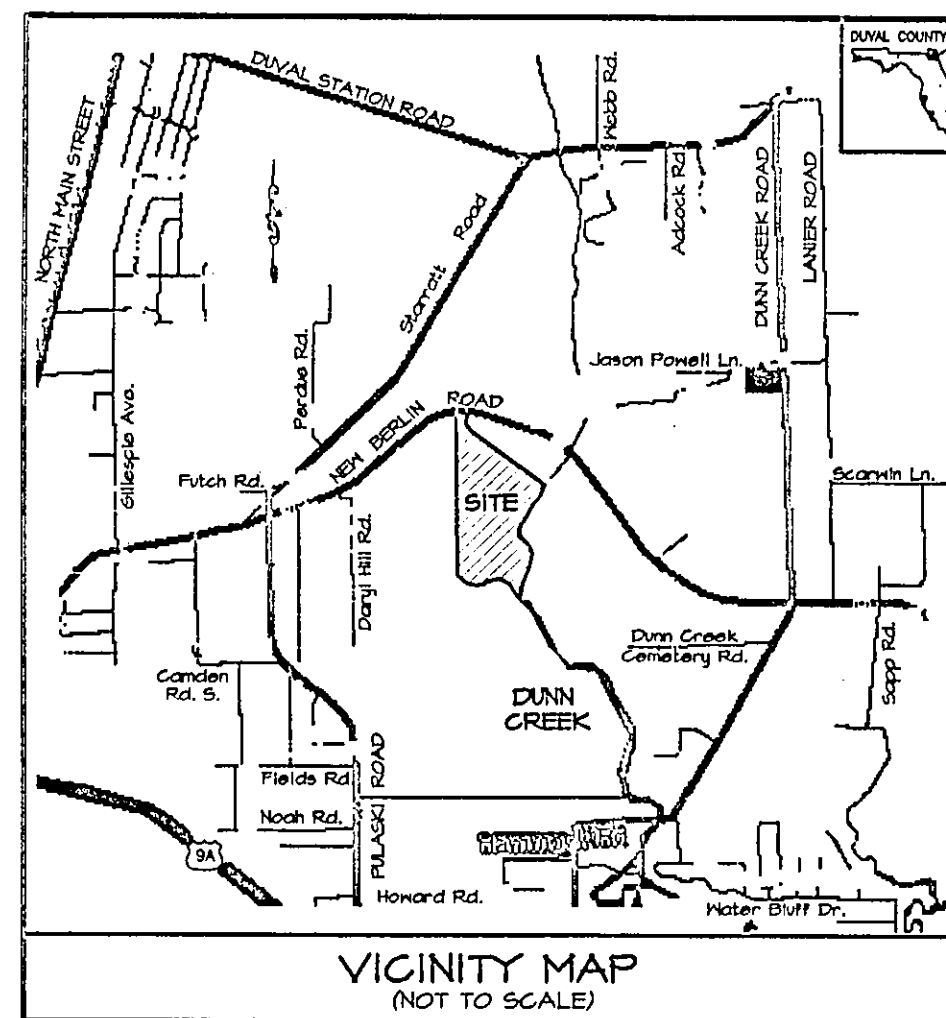 DUVAL COUNTY
DUVAL STATION ROAD
NORTH MAIN STREET
Webb Rd.
Adcock Rd
DUNN CREEK ROAD
LANIER ROAD
Starratt Road
Perdue Rd.
Jason Powell Ln.
Gillespie Ave.
NEW BERLIN ROAD
Futch Rd.
SITE
Scarwin Ln.
Daryl Hill Rd.
Dunn Creek
Cemetery Rd.
Sapp Rd.
Camden
Rd. S.
DUNN
CREEK
PULASKI ROAD
Fields Rd.
Noah Rd.
9A
Howard Rd.
Water Bluff Dr.
VICINITY MAP
(NOT TO SCALE)